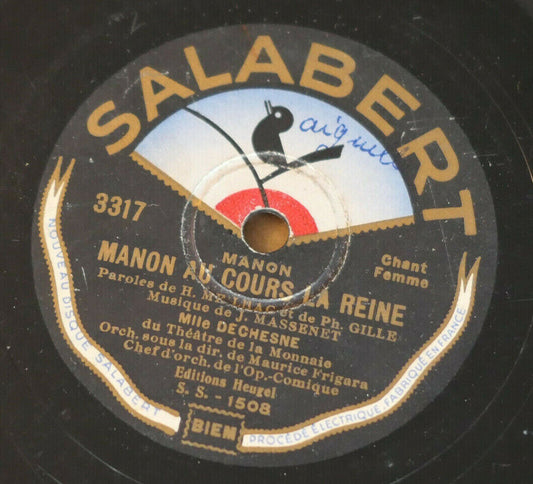 SALABERT
aiguille
3317
MANON
Chant
Femme
MANON AU COURS LA REINE
Paroles de H. MEILHAC et de Ph. GILLE
Musique de J. MASSENET
Mlle DECHESNE
du Théâtre de la Monnaie
Orch. sous la dir. de Maurice Frigara
Chef d'orch. de l'Op.-Comique
Editions Heugel
S. S. - 1508
NOUVEAU DISQUE SALABERT
BIEM
PROCÉDÉ ÉLECTRIQUE FABRIQUÉ EN FRANCE